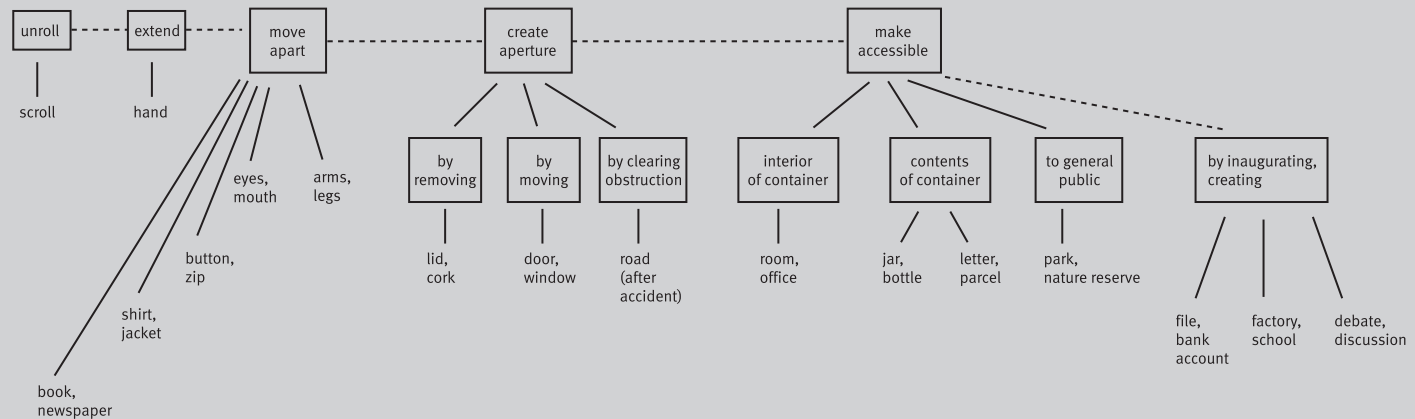 unroll
extend
move
apart
create
aperture
make
accessible
scroll
hand
eyes,
mouth
arms,
legs
button,
zip
shirt,
jacket
book,
newspaper
by
removing
by
moving
by clearing
obstruction
interior
of container
contents
of container
to general
public
by inaugurating,
creating
lid,
cork
door,
window
road
(after
accident)
room,
office
jar,
bottle
letter,
parcel
park,
nature reserve
file,
bank
account
factory,
school
debate,
discussion